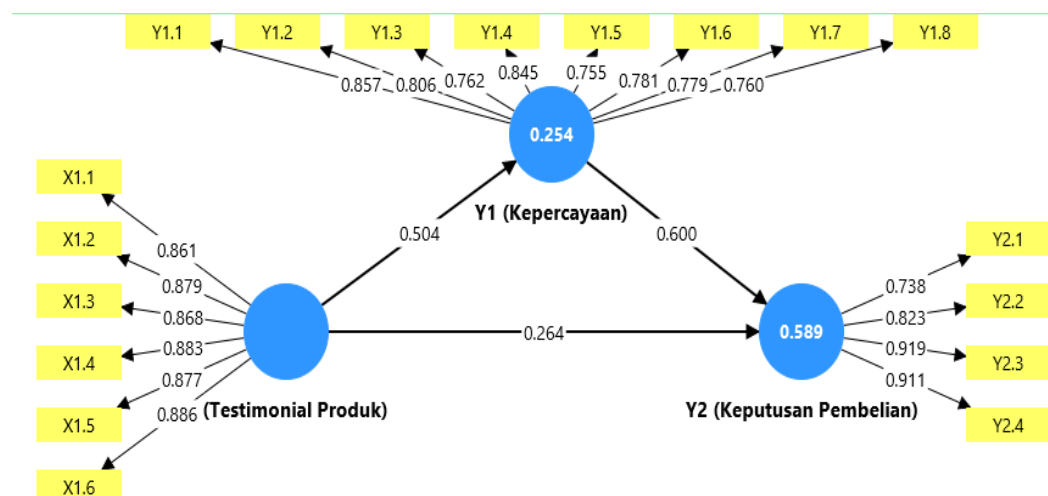 Y1.1 Y1.2 Y1.3 Y1.4 Y1.5 Y1.6 Y1.7 Y1.8
0.857 0.806 0.762 0.845 0.755 0.781 0.779 0.760
0.254
Y1 (Kepercayaan)
X1.1
X1.2
X1.3
X1.4
X1.5
X1.6
0.861
0.879
0.868
0.883
0.877
0.886
(Testimonial Produk)
0.504
0.600
0.264
0.589
Y2 (Keputusan Pembelian)
0.738
0.823
0.919
0.911
Y2.1
Y2.2
Y2.3
Y2.4